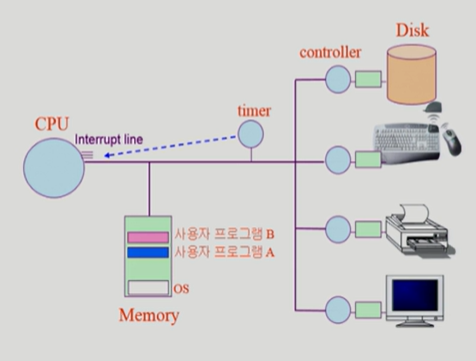 Disk
controller
timer
CPU
Interrupt line
사용자 프로그램 B
사용자 프로그램 A
OS
Memory